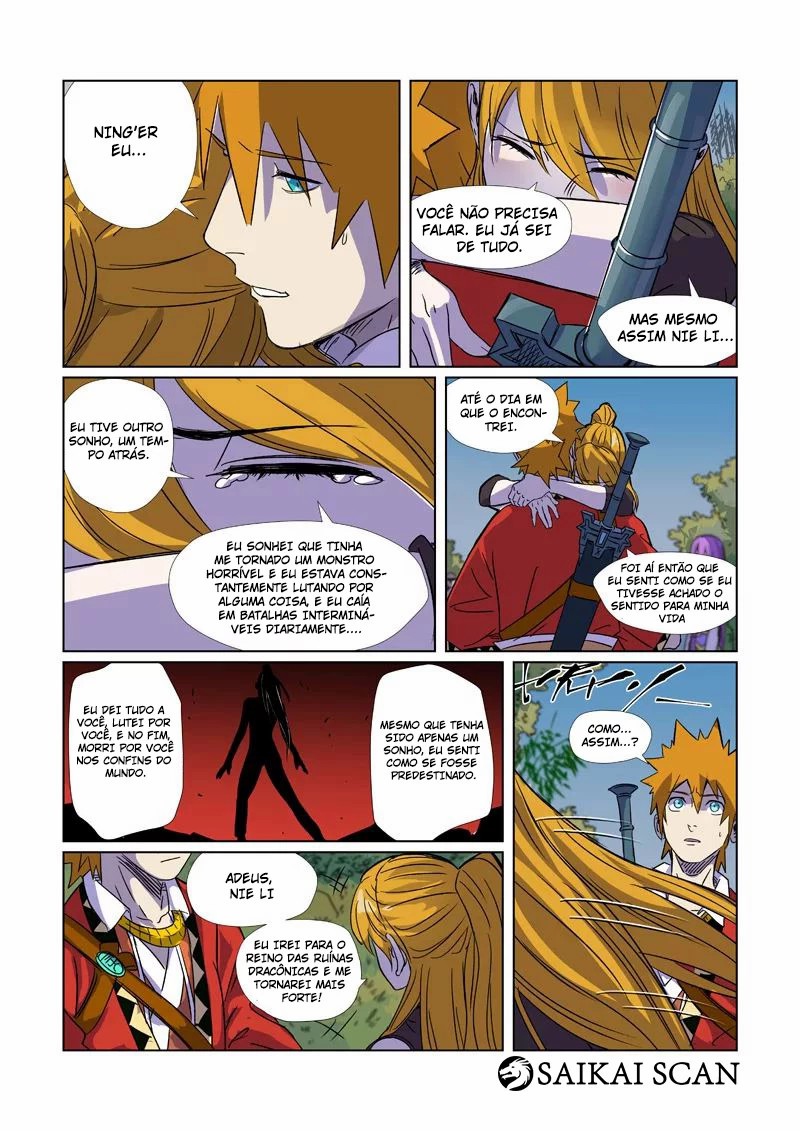 NING'ER
EU...
VOCÊ NÃO PRECISA
FALAR. EU JÁ SEI
DE TUDO.
MAS MESMO
ASSIM NIE LI...
EU TIVE OUTRO
SONHO, UM TEM-
PO ATRÁS.
EU SONHEI QUE TINHA
ME TORNADO UM MONSTRO
HORRÍVEL E EU ESTAVA CONS-
TANTEMENTE LUTANDO POR
ALGUMA COISA, E EU CAÍA
EM BATALHAS INTERMINÁ-
VEIS DIARIAMENTE....
ATÉ O DIA EM
QUE O ENCON-
TREI.
FOI AÍ ENTÃO QUE
EU SENTI COMO SE EU
TIVESSE ACHADO O
SENTIDO PARA MINHA
VIDA
EU DEI TUDO A
VOCÊ, LUTEI POR
VOCÊ, E NO FIM,
MORRI POR VOCÊ
NOS CONFINS DO
MUNDO.
MESMO QUE TENHA
SIDO APENAS UM
SONHO, EU SENTI
COMO SE FOSSE
PREDESTINADO.
COMO...
ASSIM...?
ADEUS,
NIE LI
EU IREI PARA O
REINO DAS RUÍNAS
DRACÔNICAS E ME
TORNAREI MAIS
FORTE!
SAIKAI SCAN